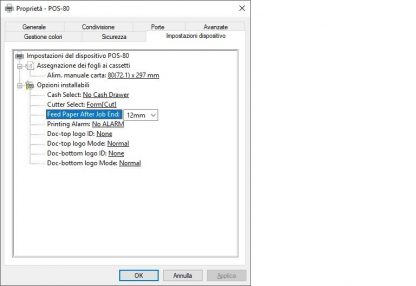 Proprietà - POS-80
Generale Condivisione Porte Avanzate
Gestione colori Sicurezza Impostazioni dispositivo
Impostazioni del dispositivo POS-80
Assegnazione dei fogli ai cassetti
Alim. manuale carta: 80(72.1) x 297 mm
Opzioni installabili
Cash Select: No Cash Drawer
Cutter Select: Form[Cut]
Feed Paper After Job End: 12mm
Printing Alarm: No ALARM
Doc-top logo ID: None
Doc-top logo Mode: Normal
Doc-bottom logo ID: None
Doc-bottom logo Mode: Normal
OK Annulla Applica